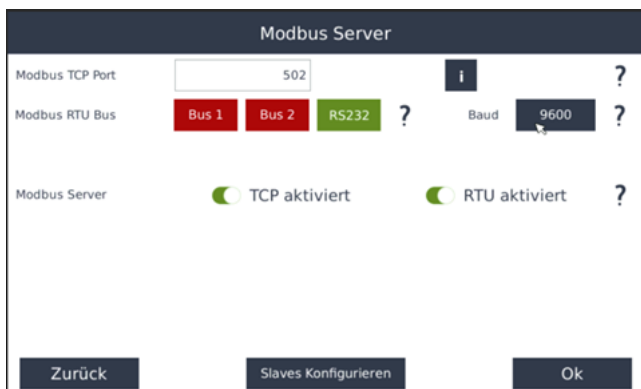 Modbus Server
Modbus TCP Port 502 i ?
Modbus RTU Bus Bus 1 Bus 2 RS232 ? Baud 9600 ?
Modbus Server TCP aktiviert RTU aktiviert ?
Zurück Slaves Konfigurieren Ok